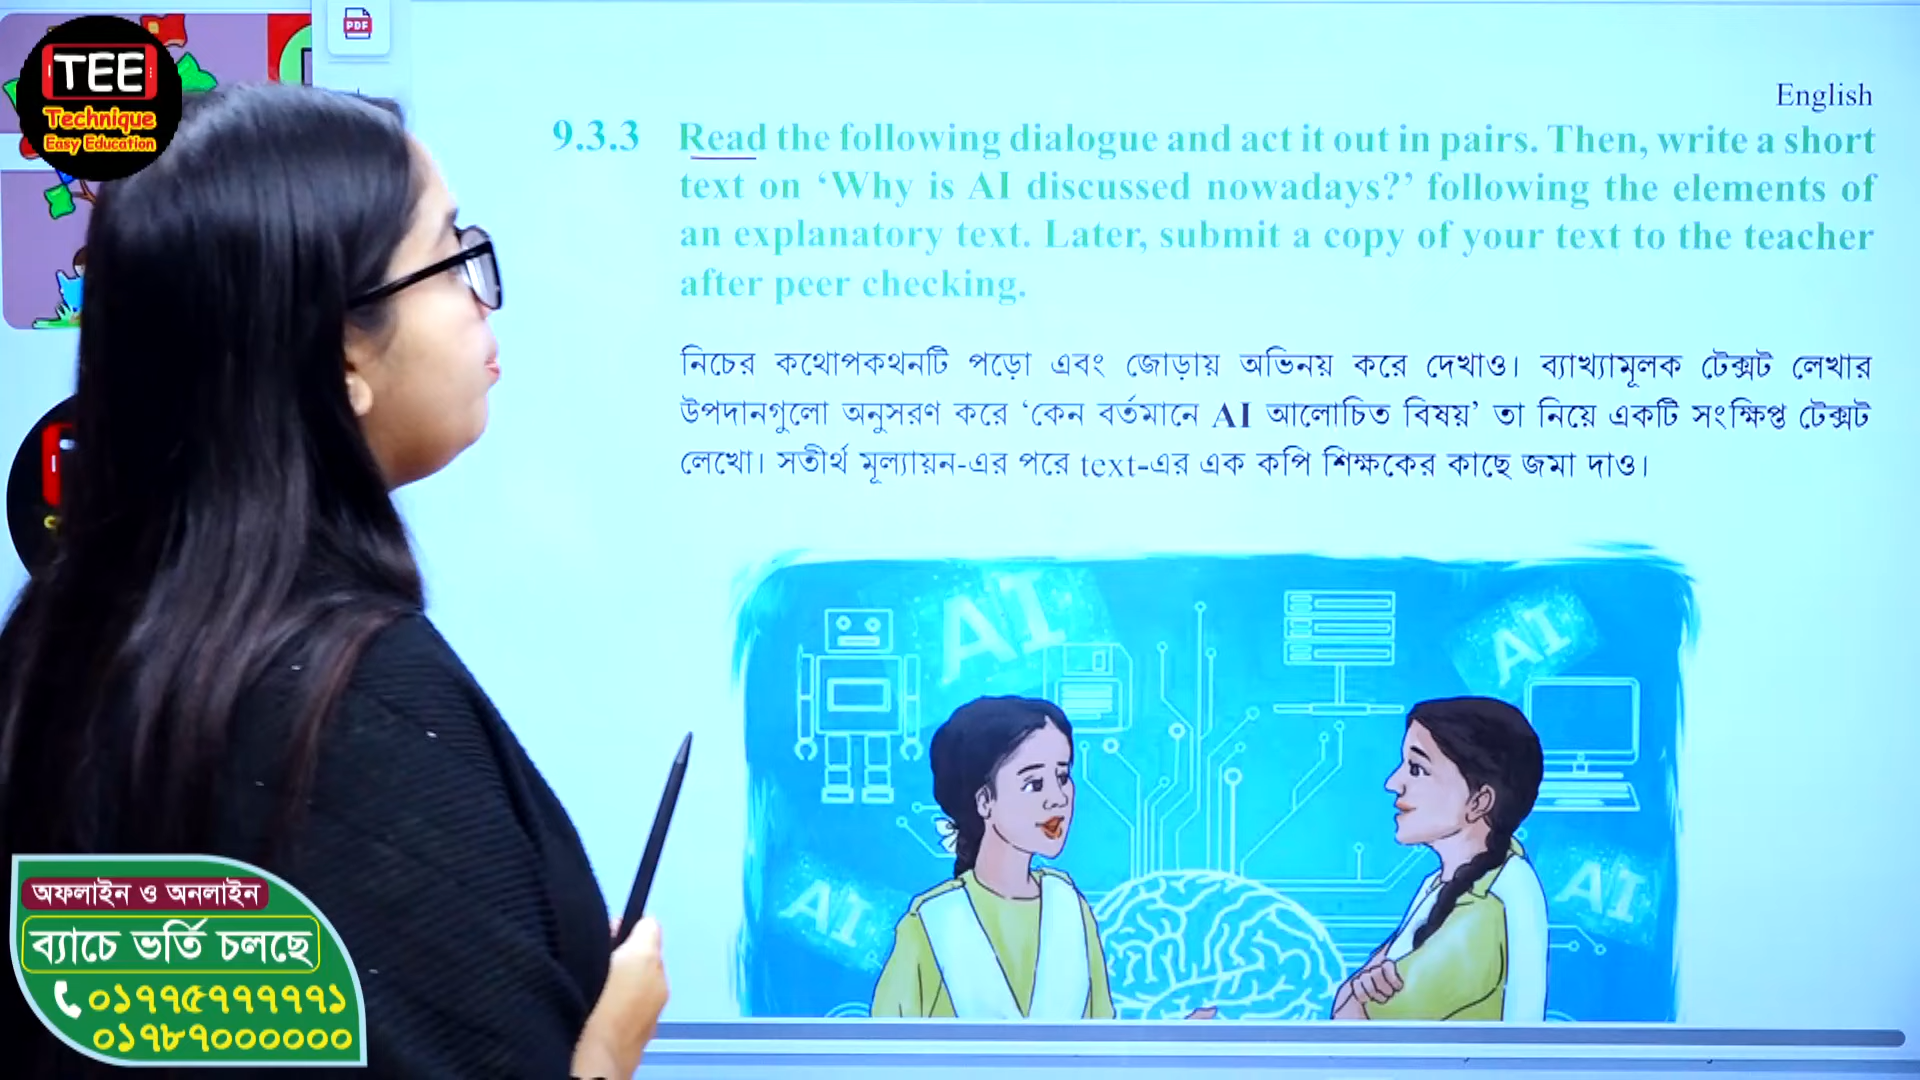 TEE
Technique
Easy Education
PDF
English
9.3.3 Read the following dialogue and act it out in pairs. Then, write a short
text on ‘Why is AI discussed nowadays?’ following the elements of
an explanatory text. Later, submit a copy of your text to the teacher
after peer checking.
নিচের কথোপকথনটি পড়ো এবং জোড়ায় অভিনয় করে দেখাও। ব্যাখ্যামূলক টেক্সট লেখার
উপদানগুলো অনুসরণ করে ‘কেন বর্তমানে AI আলোচিত বিষয়’ তা নিয়ে একটি সংক্ষিপ্ত টেক্সট
লেখো। সতীর্থ মূল্যায়ন-এর পরে text-এর এক কপি শিক্ষকের কাছে জমা দাও।
AI
AI
AI
AI
অফলাইন ও অনলাইন
ব্যাচে ভর্তি চলছে
০১৭৭৫৭৭৭৭৭১
০১৭৮৭০০০০০০